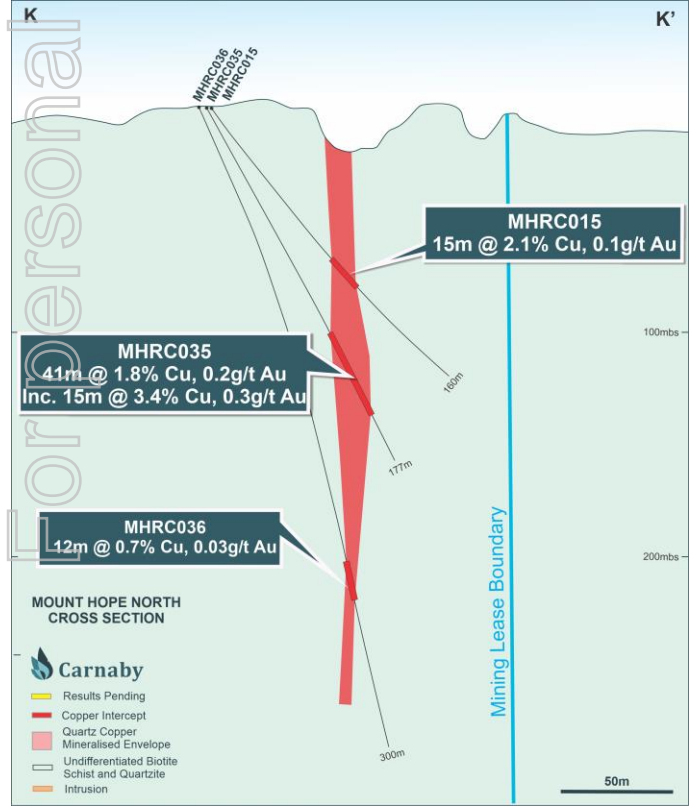 K
K'
For personal
MHRC036
MHRC035
MHRC015
MHRC015
15m @ 2.1% Cu, 0.1g/t Au
100mbs
MHRC035
41m @ 1.8% Cu, 0.2g/t Au
Inc. 15m @ 3.4% Cu, 0.3g/t Au
160m
177m
MHRC036
12m @ 0.7% Cu, 0.03g/t Au
200mbs
Mining Lease Boundary
MOUNT HOPE NORTH
CROSS SECTION
Carnaby
Results Pending
Copper Intercept
Quartz Copper
Mineralised Envelope
Undifferentiated Biotite
Schist and Quartzite
Intrusion
300m
50m